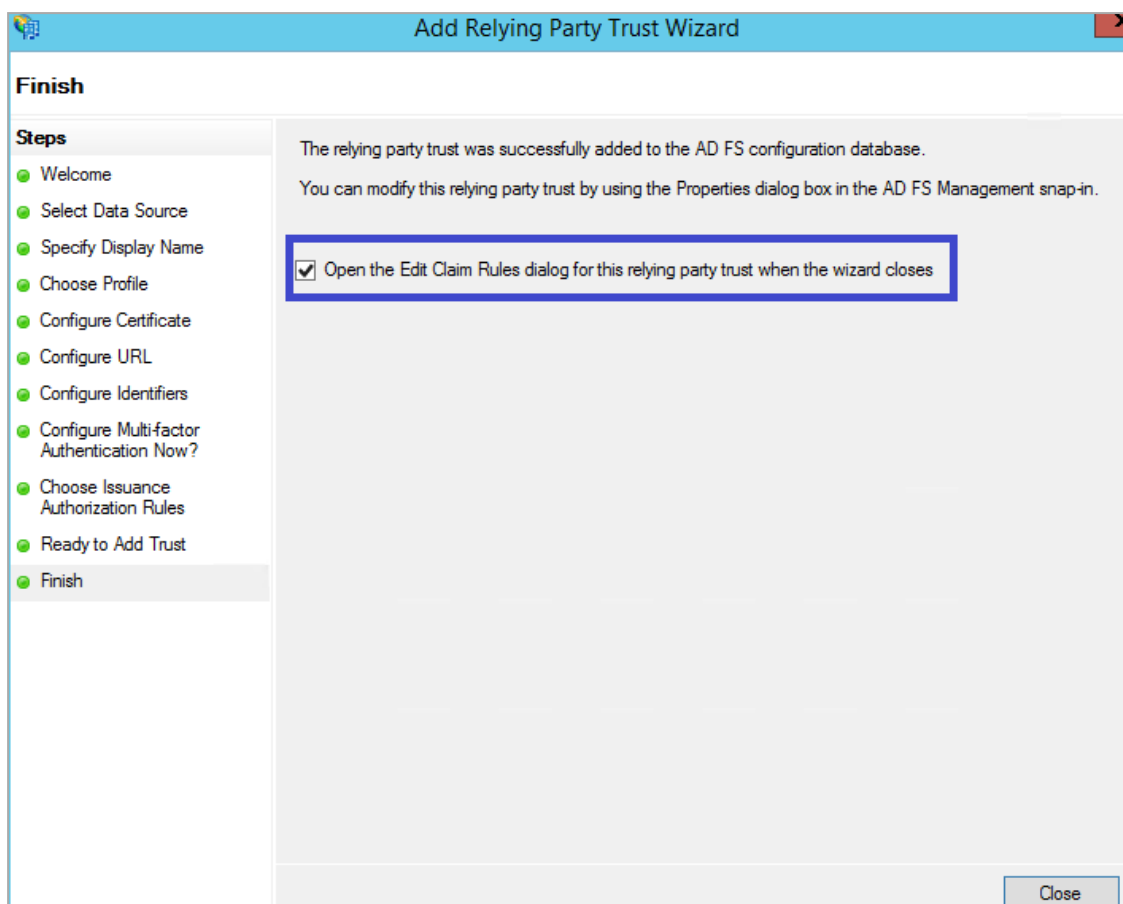 Add Relying Party Trust Wizard
Finish
Steps
Welcome
Select Data Source
Specify Display Name
Choose Profile
Configure Certificate
Configure URL
Configure Identifiers
Configure Multi-factor
Authentication Now?
Choose Issuance
Authorization Rules
Ready to Add Trust
Finish
The relying party trust was successfully added to the AD FS configuration database.
You can modify this relying party trust by using the Properties dialog box in the AD FS Management snap-in.
Open the Edit Claim Rules dialog for this relying party trust when the wizard closes
Close